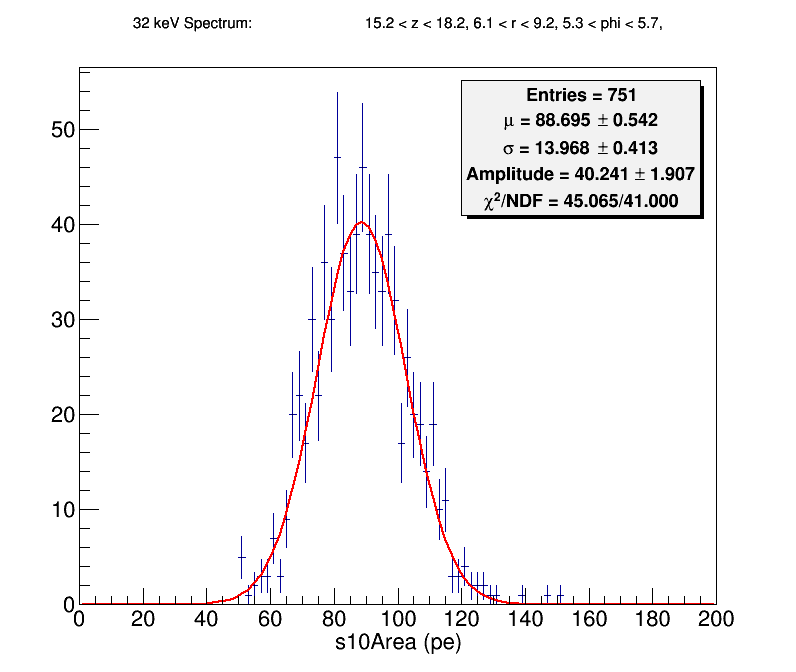 32 keV Spectrum: 15.2 < z < 18.2, 6.1 < r < 9.2, 5.3 < phi < 5.7,
Entries = 751
μ = 88.695 ± 0.542
σ = 13.968 ± 0.413
Amplitude = 40.241 ± 1.907
χ²/NDF = 45.065/41.000
50
40
30
20
10
0
0 20 40 60 80 100 120 140 160 180 200
s10Area (pe)